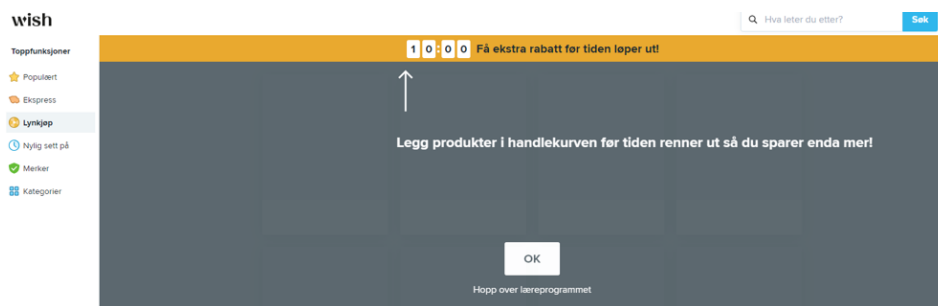 wish
Hva leter du etter?
Søk
Toppfunksjoner
Populært
Ekspress
Lynkjøp
Nylig sett på
Merker
Kategorier
10:00 Få ekstra rabatt før tiden løper ut!
Legg produkter i handlekurven før tiden renner ut så du sparer enda mer!
OK
Hopp over læreprogrammet